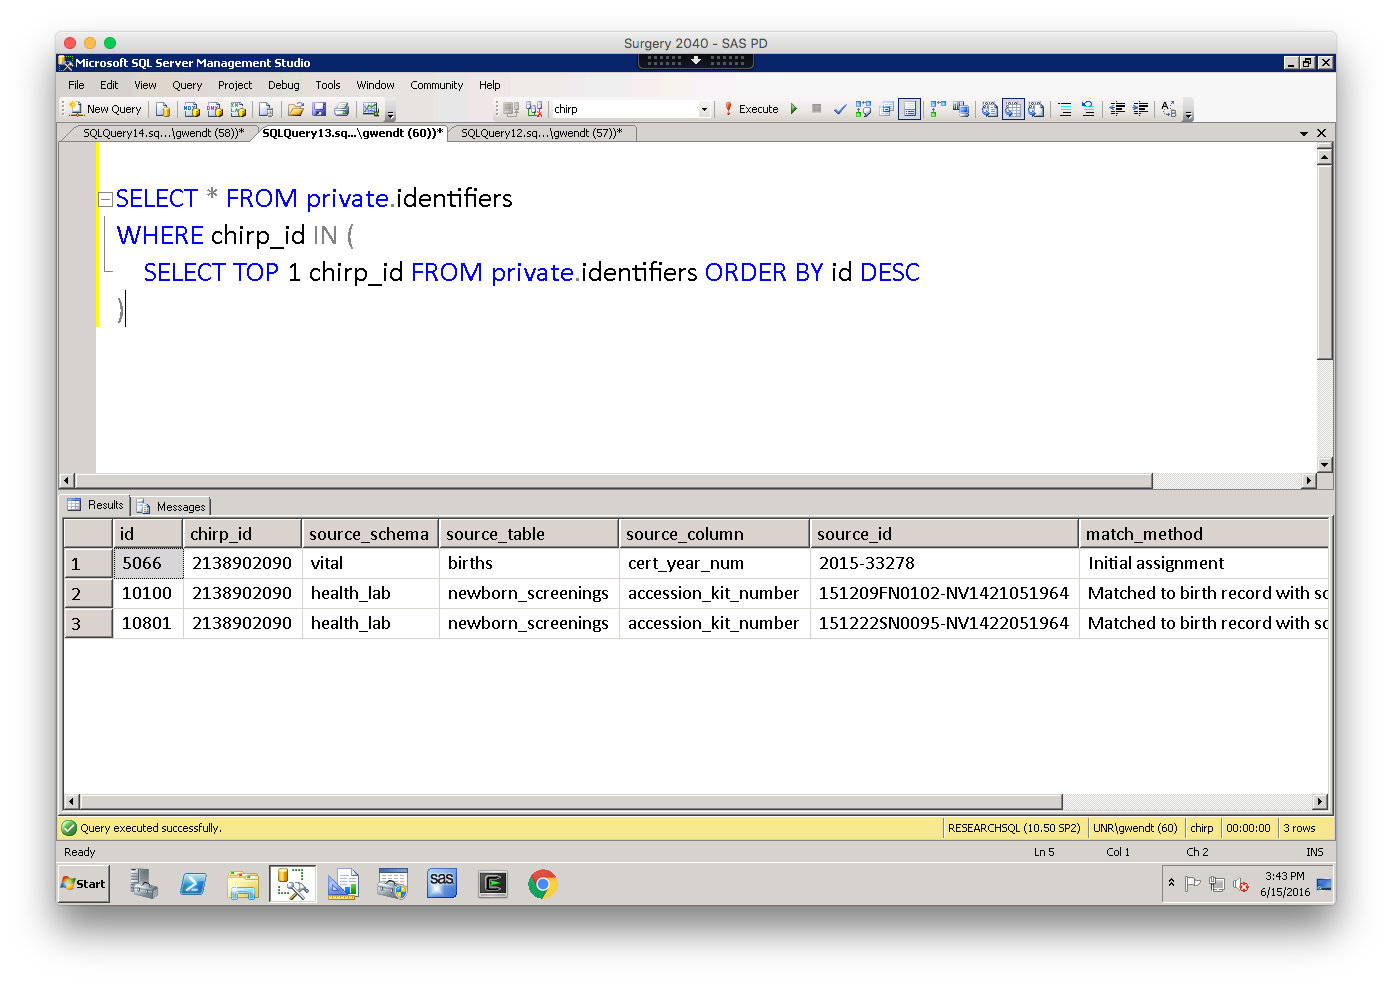 Surgery 2040 - SAS PD
Microsoft SQL Server Management Studio
File Edit View Query Project Debug Tools Window Community Help
New Query chirp Execute
SQLQuery14.sq...\gwendt (58))* SQLQuery13.sq...\gwendt (60))* SQLQuery12.sq...\gwendt (57))*
SELECT * FROM private.identifiers
WHERE chirp_id IN (
SELECT TOP 1 chirp_id FROM private.identifiers ORDER BY id DESC
)
Results Messages
id chirp_id source_schema source_table source_column source_id match_method
1 5066 2138902090 vital births cert_year_num 2015-33278 Initial assignment
2 10100 2138902090 health_lab newborn_screenings accession_kit_number 151209FN0102-NV1421051964 Matched to birth record with sc
3 10801 2138902090 health_lab newborn_screenings accession_kit_number 151222SN0095-NV1422051964 Matched to birth record with sc
Query executed successfully. RESEARCHSQL (10.50 SP2) UNR\gwendt (60) chirp 00:00:00 3 rows
Ready Ln 5 Col 1 Ch 2 INS
Start sas 3:43 PM
6/15/2016